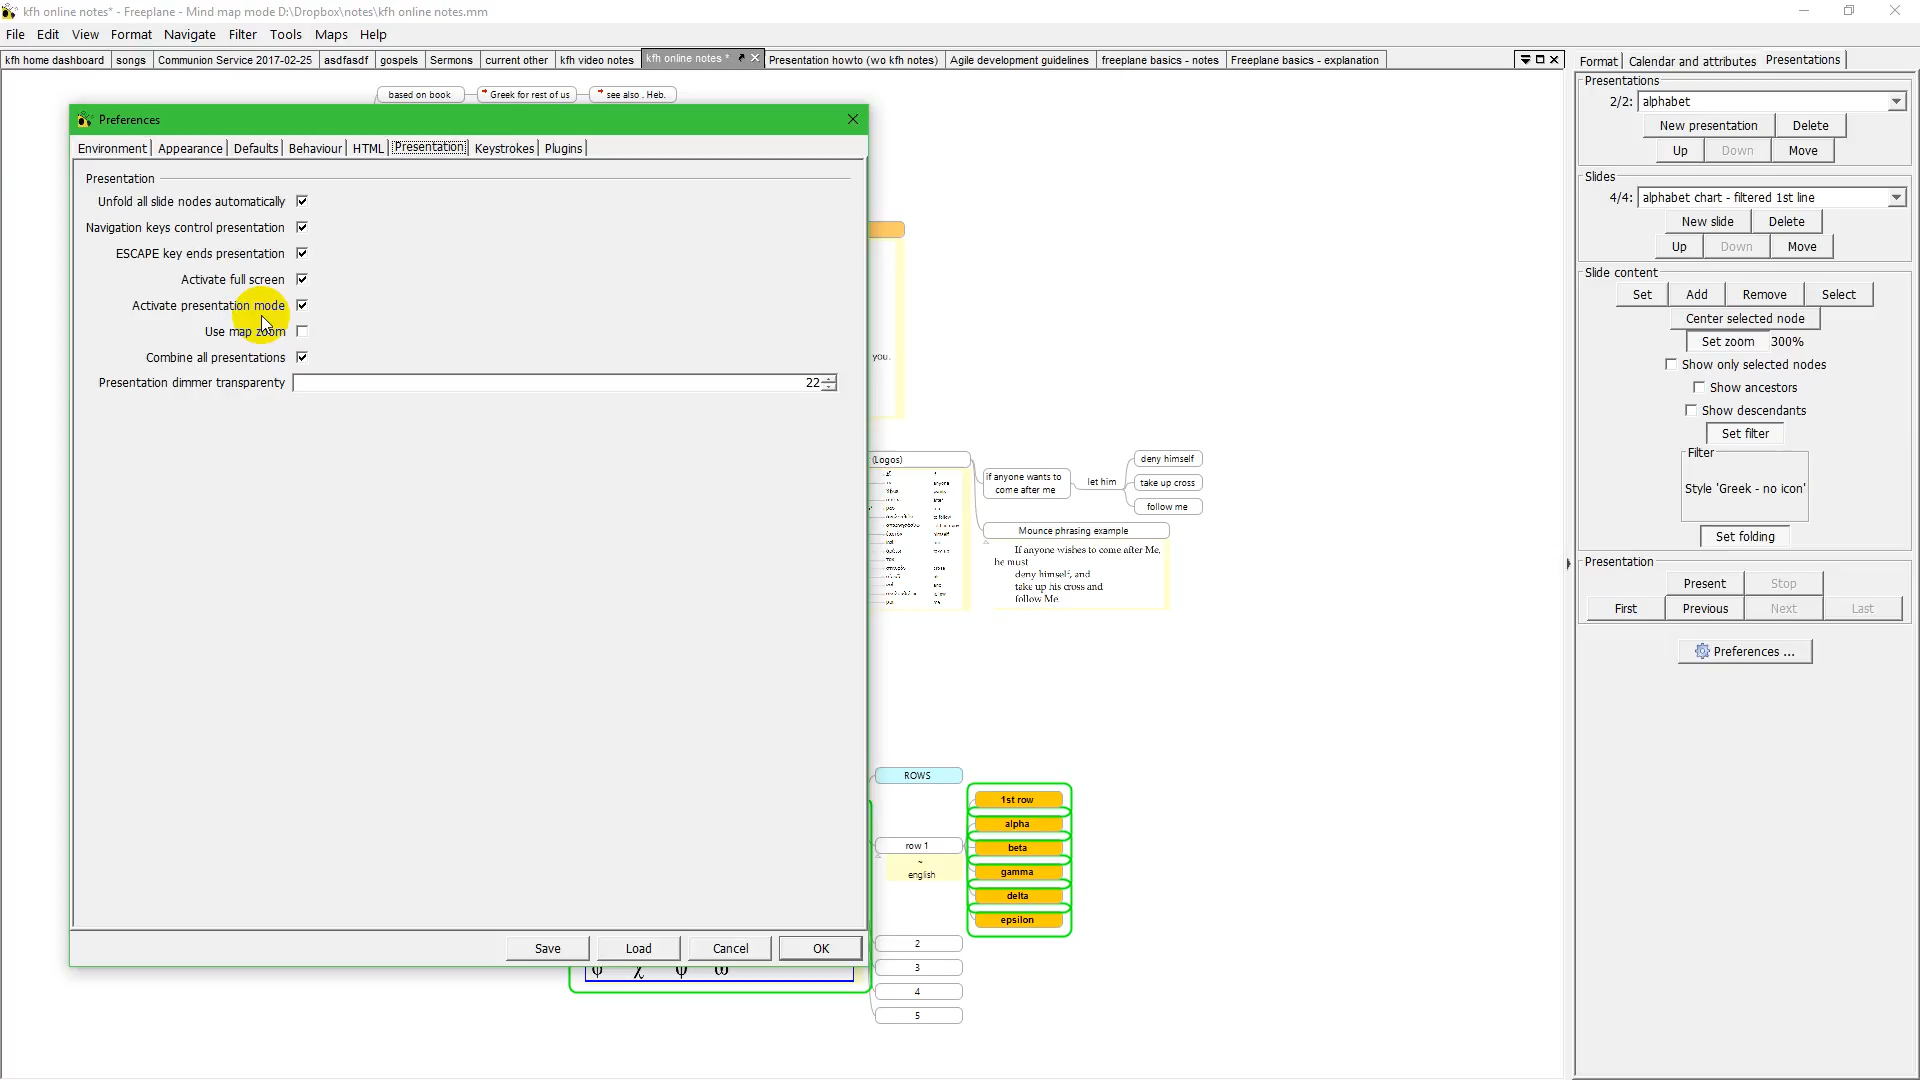 kfh online notes* - Freeplane - Mind map mode D:\Dropbox\notes\kfh online notes.mm
File Edit View Format Navigate Filter Tools Maps Help
kfh home dashboard songs Communion Service 2017-02-25 asdfasdf gospels Sermons current other kfh video notes kfh online notes * Presentation howto (wo kfh notes) Agile development guidelines freeplane basics - notes Freeplane basics - explanation
based on book Greek for rest of us see also . Heb.
Preferences
Environment Appearance Defaults Behaviour HTML Presentation Keystrokes Plugins
Presentation
Unfold all slide nodes automatically
Navigation keys control presentation
ESCAPE key ends presentation
Activate full screen
Activate presentation mode
Use map zoom
Combine all presentations
Presentation dimmer transparenty 22
Save Load Cancel OK
you.
(Logos)
if anyone wants to
come after me
let him
deny himself
take up cross
follow me
Mounce phrasing example
If anyone wishes to come after Me,
he must
deny himself, and
take up his cross and
follow Me.
ROWS
row 1
~
english
1st row
alpha
beta
gamma
delta
epsilon
2
3
4
5
φ χ ψ ω
Format Calendar and attributes Presentations
Presentations
2/2: alphabet
New presentation Delete
Up Down Move
Slides
4/4: alphabet chart - filtered 1st line
New slide Delete
Up Down Move
Slide content
Set Add Remove Select
Center selected node
Set zoom 300%
Show only selected nodes
Show ancestors
Show descendants
Set filter
Filter
Style 'Greek - no icon'
Set folding
Presentation
Present Stop
First Previous Next Last
Preferences ...